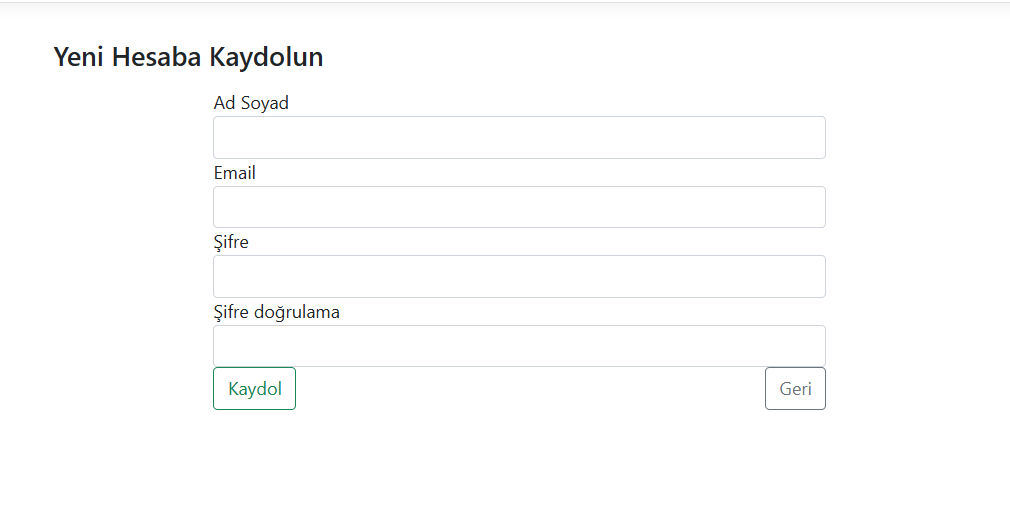 Yeni Hesaba Kaydolun
Ad Soyad
Email
Şifre
Şifre doğrulama
Kaydol Geri